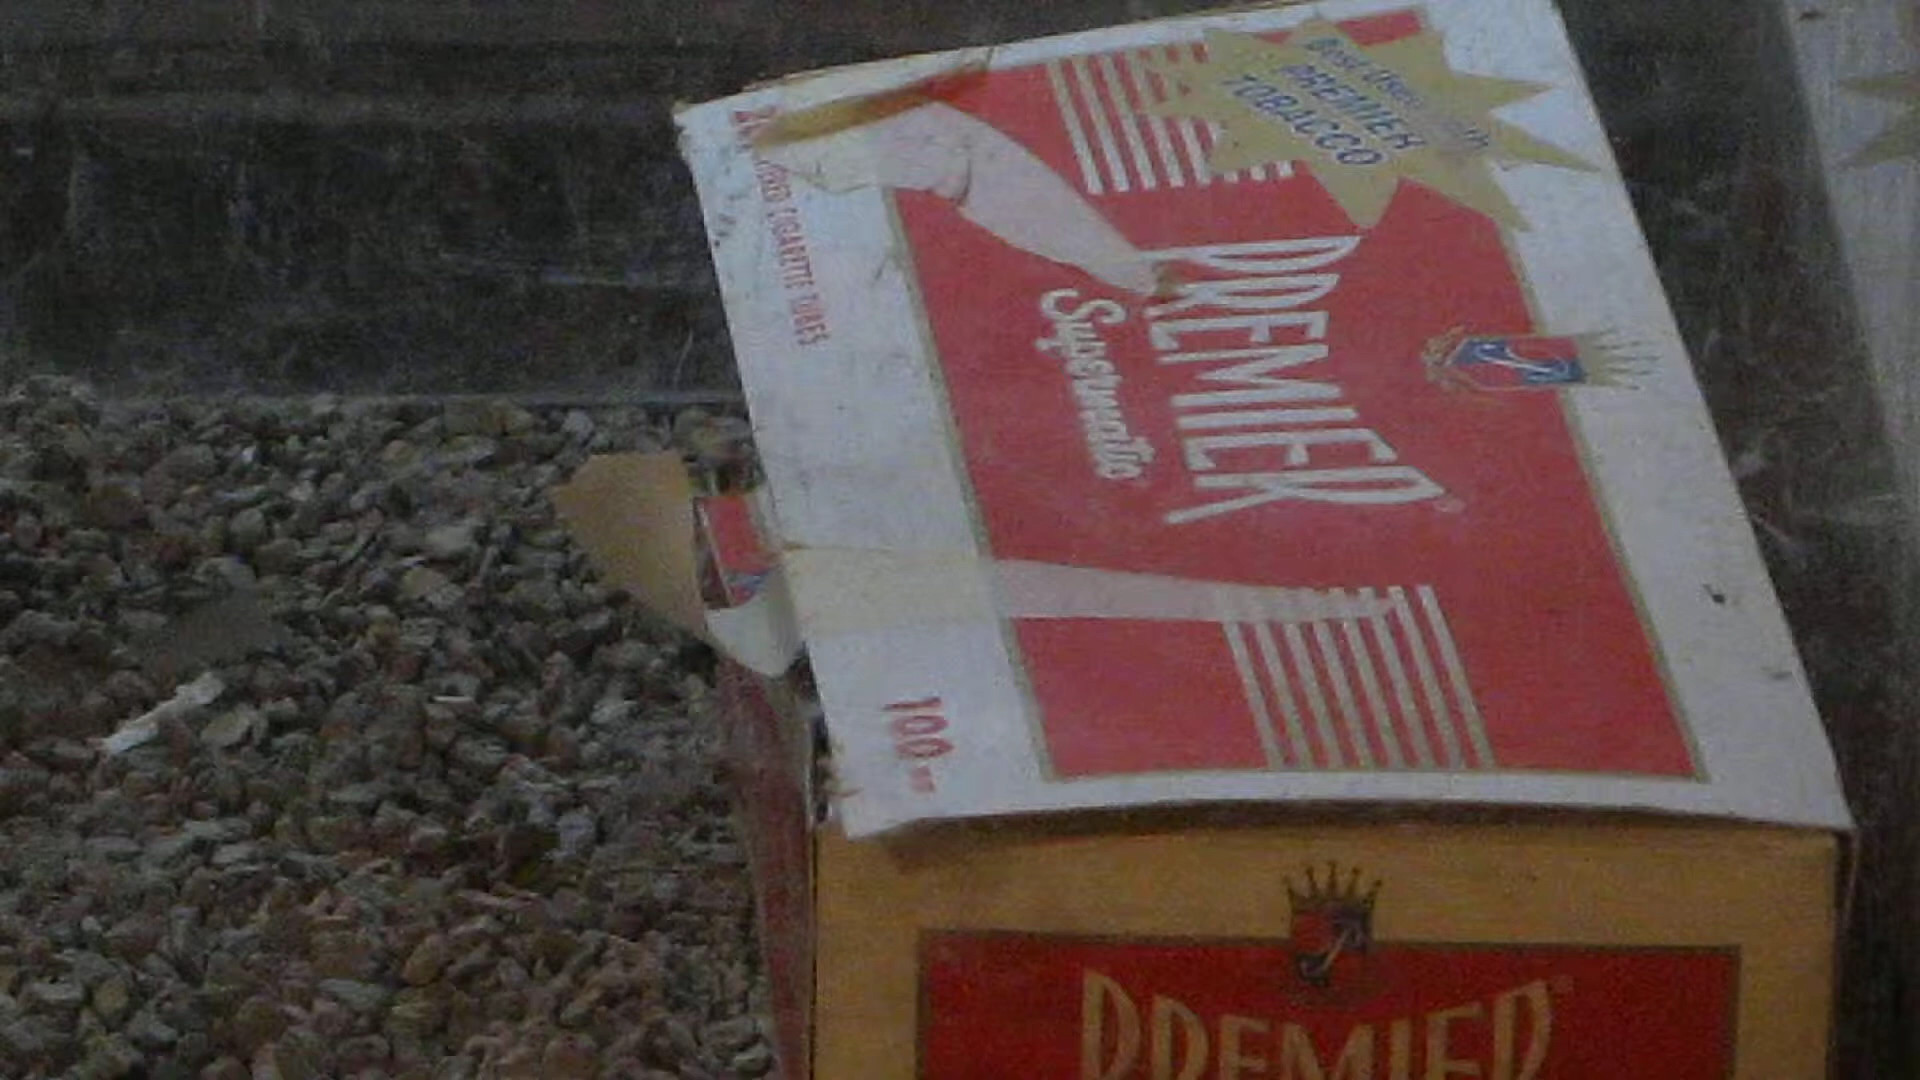 PREMIER
TOBACCO
PREMIER
Supermatic
CIGARETTE TUBES
100
PREMIER